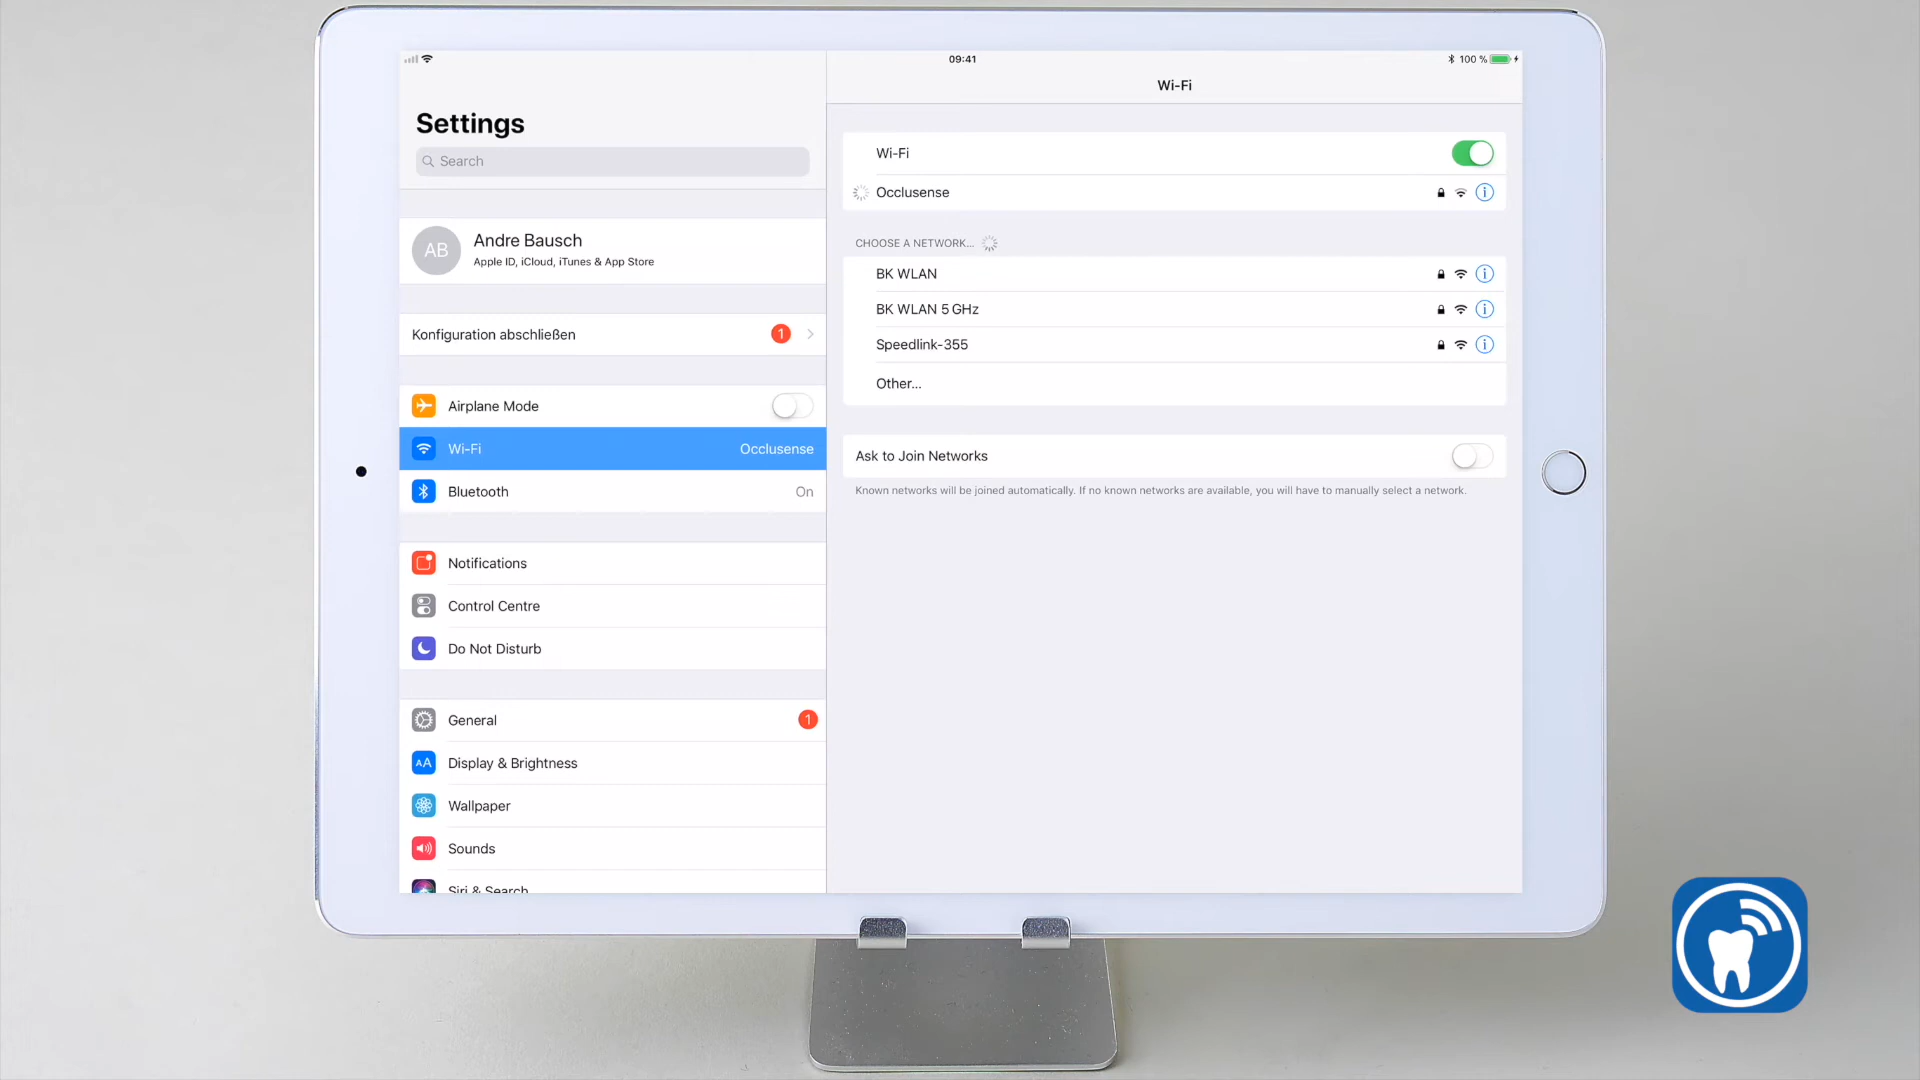 09:41
100 %
Wi-Fi
Settings
Search
AB
Andre Bausch
Apple ID, iCloud, iTunes & App Store
Konfiguration abschließen
1
Airplane Mode
Wi-Fi
Occlusense
Bluetooth
On
Notifications
Control Centre
Do Not Disturb
General
1
AA
Display & Brightness
Wallpaper
Sounds
Siri & Search
Wi-Fi
Occlusense
CHOOSE A NETWORK...
BK WLAN
BK WLAN 5 GHz
Speedlink-355
Other...
Ask to Join Networks
Known networks will be joined automatically. If no known networks are available, you will have to manually select a network.